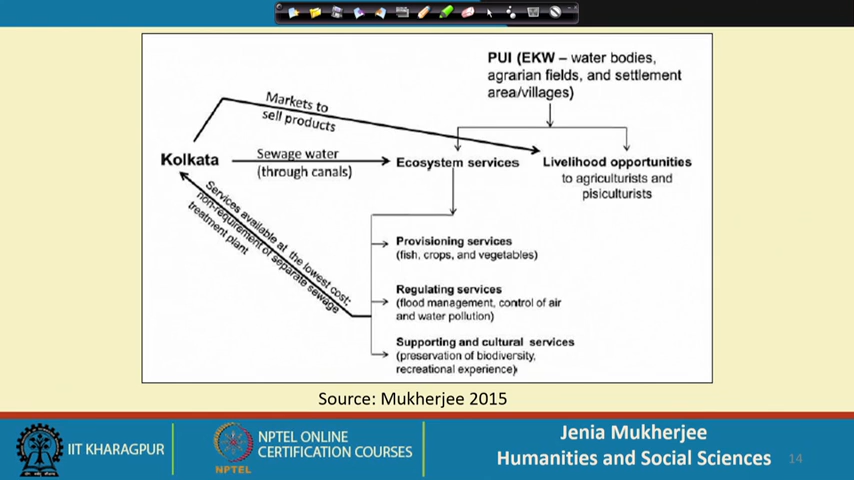 PUI (EKW – water bodies,
agrarian fields, and settlement
area/villages)
Markets to
sell products
Kolkata
Sewage water
(through canals)
Ecosystem services
Livelihood opportunities
to agriculturists and
pisiculturists
Services available at the lowest cost;
non-requirement of separate sewage
treatment plant
Provisioning services
(fish, crops, and vegetables)
Regulating services
(flood management, control of air
and water pollution)
Supporting and cultural services
(preservation of biodiversity,
recreational experience)
Source: Mukherjee 2015
IIT KHARAGPUR
NPTEL
NPTEL ONLINE
CERTIFICATION COURSES
Jenia Mukherjee
Humanities and Social Sciences
14